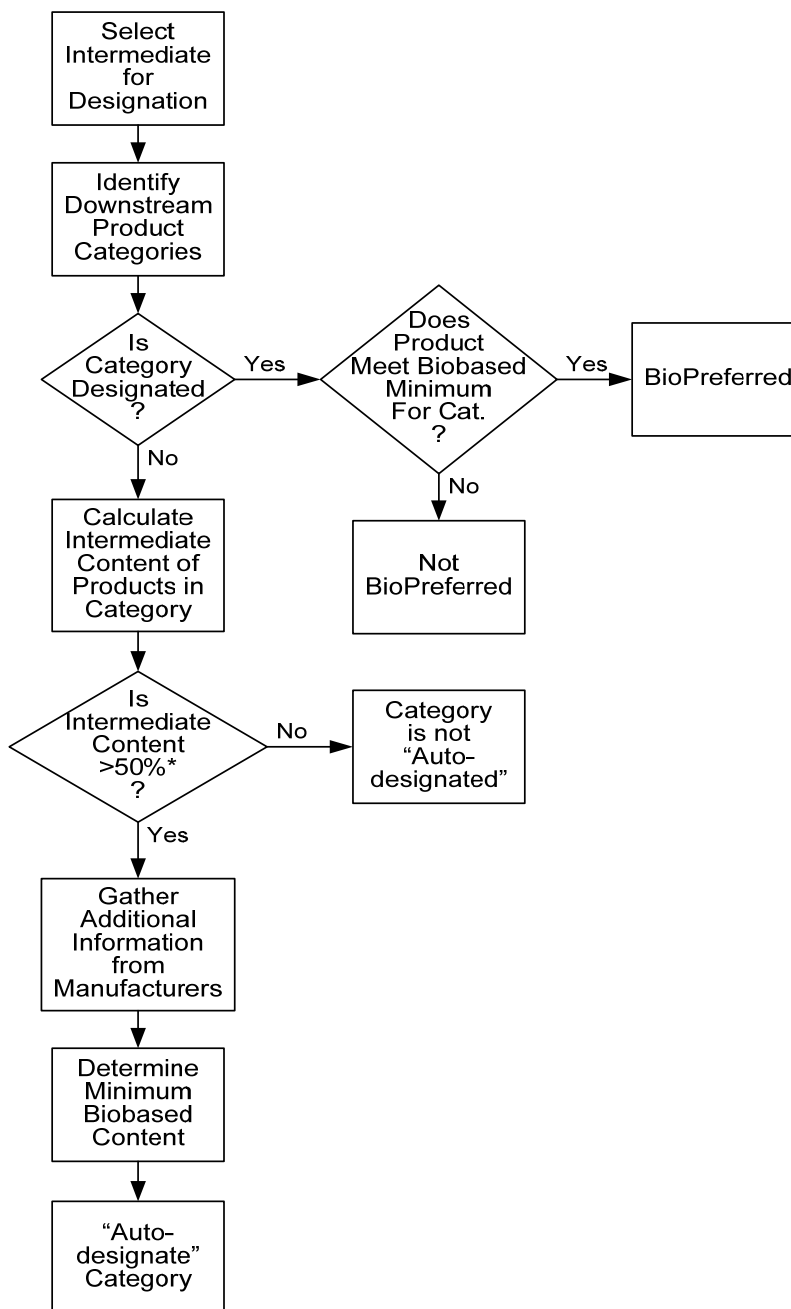 Select
Intermediate
for
Designation
Identify
Downstream
Product
Categories
Is
Category
Designated
?
Yes
Does
Product
Meet Biobased
Minimum
For Cat.
?
Yes
BioPreferred
No
No
Not
BioPreferred
Calculate
Intermediate
Content of
Products in
Category
Is
Intermediate
Content
>50%*
?
No
Category
is not
“Auto-
designated”
Yes
Gather
Additional
Information
from
Manufacturers
Determine
Minimum
Biobased
Content
“Auto-
designate”
Category